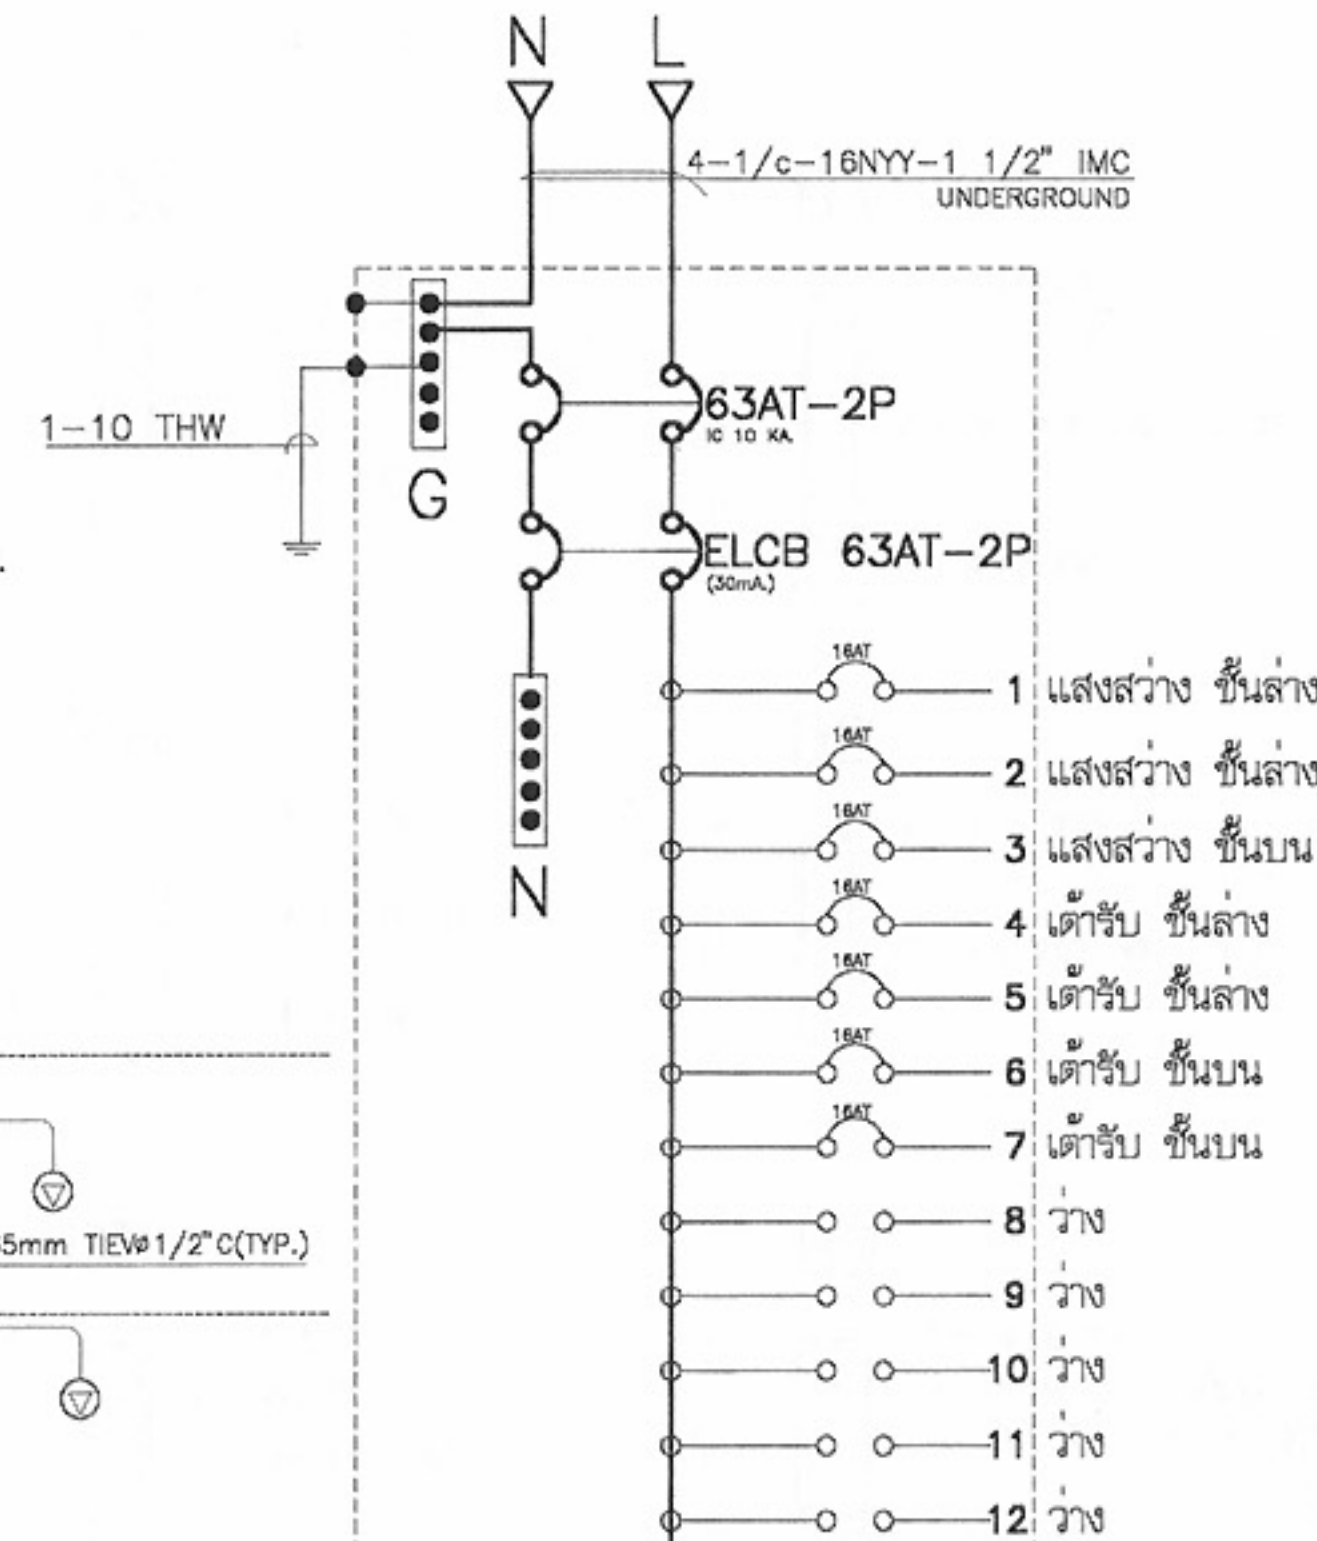 N L
4-1/c-16NYY-1 1/2" IMC
UNDERGROUND
63AT-2P
IC 10 KA.
1-10 THW
G
ELCB 63AT-2P
(30mA.)
16AT
1 แสงสว่าง ชั้นล่าง
16AT
2 แสงสว่าง ชั้นล่าง
16AT
3 แสงสว่าง ชั้นบน
N
16AT
4 เต้ารับ ชั้นล่าง
16AT
5 เต้ารับ ชั้นล่าง
16AT
6 เต้ารับ ชั้นบน
16AT
7 เต้ารับ ชั้นบน
8 ว่าง
5mm TIEVø1/2"C(TYP.)
9 ว่าง
10 ว่าง
11 ว่าง
12 ว่าง